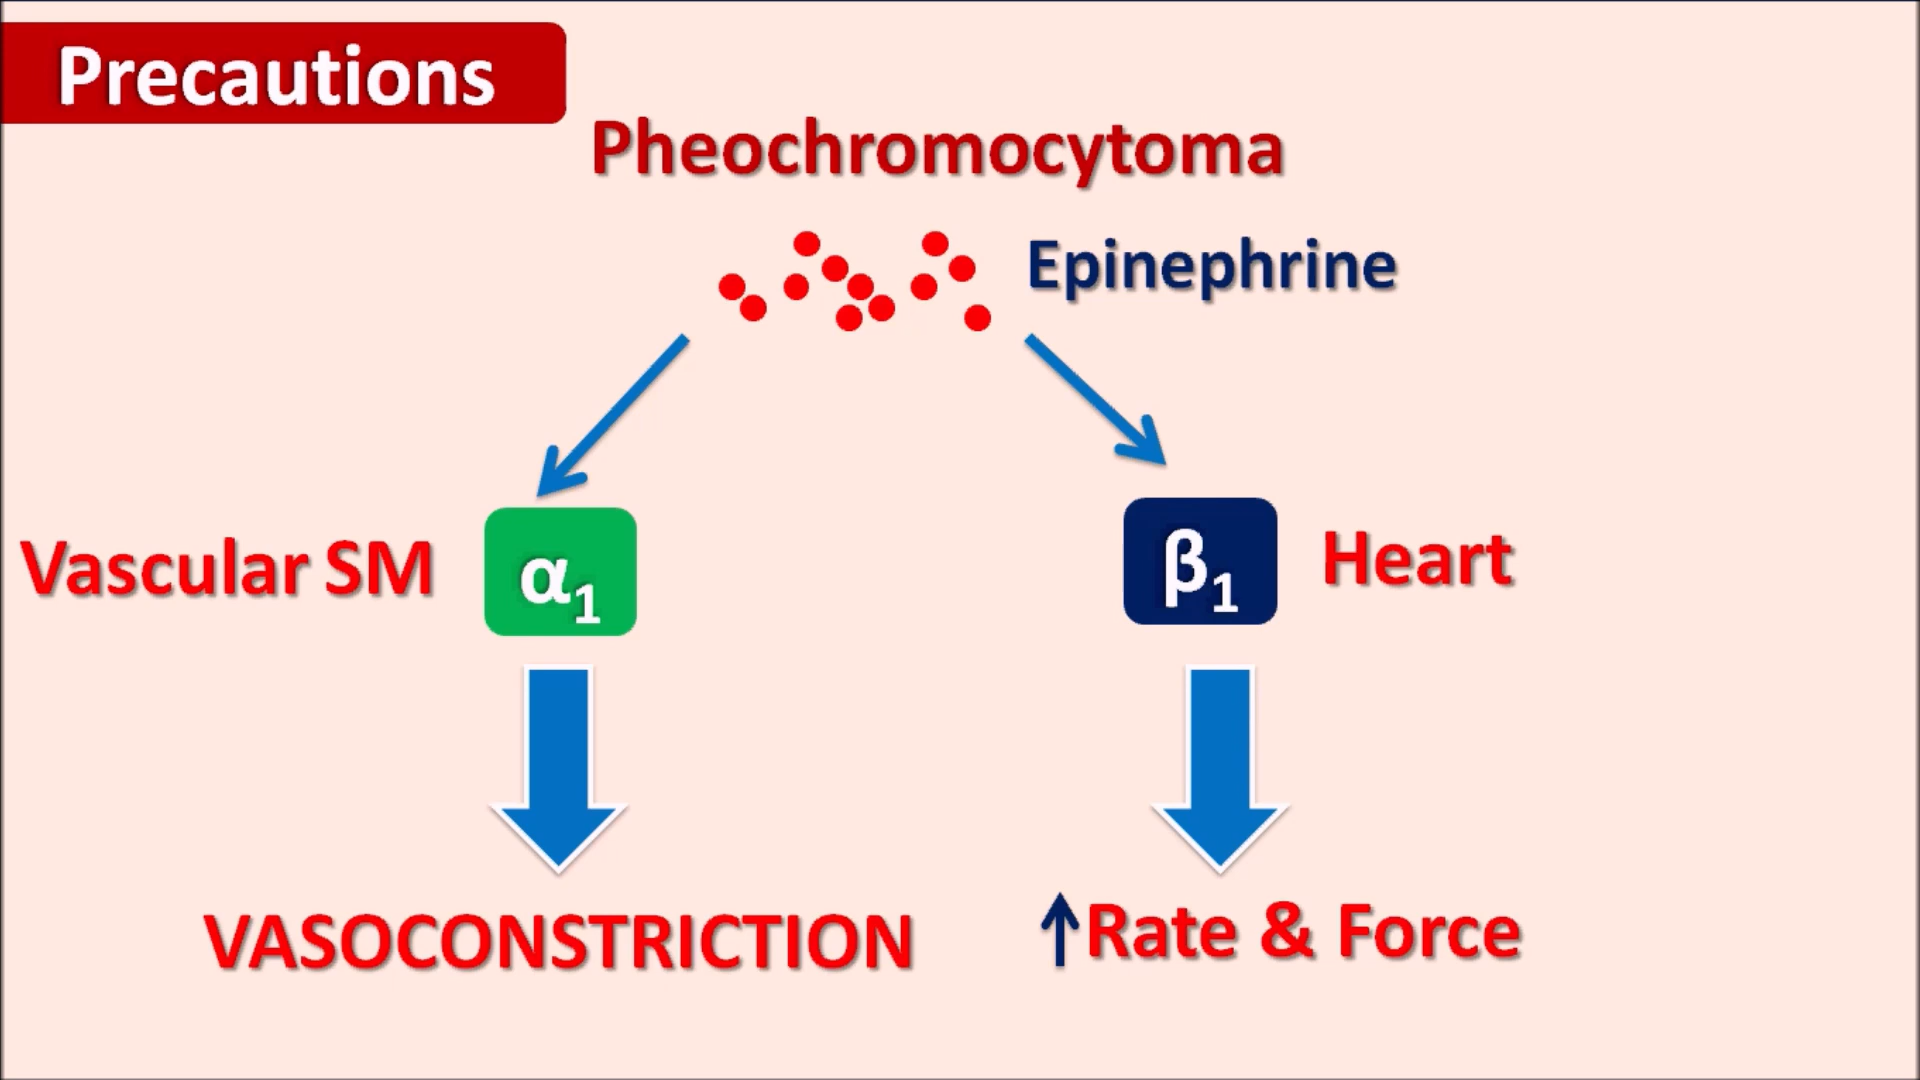 Precautions
Pheochromocytoma
Epinephrine
Vascular SM
α₁
β₁
Heart
VASOCONSTRICTION
↑Rate & Force